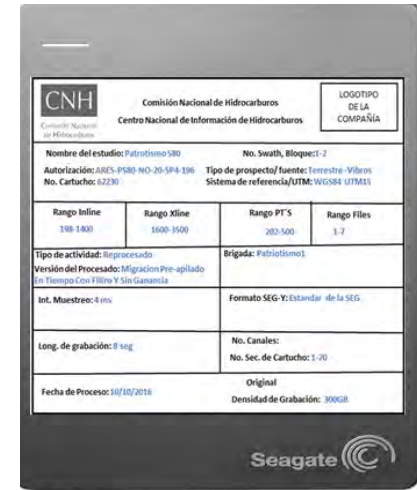 CNH
Comisión Nacional
de Hidrocarburos
Comisión Nacional de Hidrocarburos
Centro Nacional de Información de Hidrocarburos
LOGOTIPO
DE LA
COMPAÑÍA
Nombre del estudio: Patrotismo S80 No. Swath, Bloque:1-2
Autorización: ARES-PS80-NO-20-5P4-196 Tipo de prospecto/ fuente: Terrestre -Vibros
No. Cartucho: 62230 Sistema de referencia/UTM: WGS84 UTM15
Rango Inline Rango Xline Rango PT'S Rango Files
198-1400 1600-3500 202-500 1-7
Tipo de actividad: Reprocesado
Versión del Procesado: Migracion Pre-apilado
En Tiempo Con Filtro Y Sin Ganancia
Brigada: Patriotismo1
Int. Muestreo: 4 ms
Formato SEG-Y: Estandar de la SEG
Long. de grabación: 8 seg
No. Canales:
No. Sec. de Cartucho: 1-20
Fecha de Proceso: 10/10/2016
Original
Densidad de Grabación: 300GB
Seagate